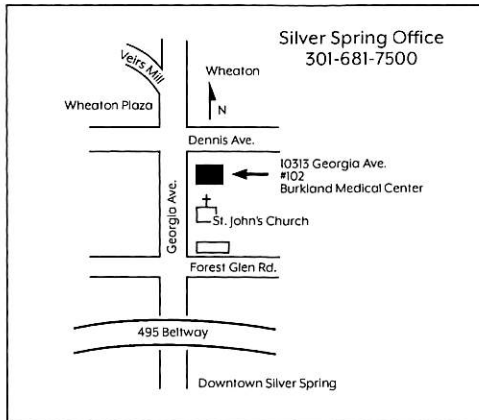 Silver Spring Office
301-681-7500
Veirs Mill
Wheaton
Wheaton Plaza
N
Dennis Ave.
10313 Georgia Ave.
#102
Burkland Medical Center
Georgia Ave.
St. John's Church
Forest Glen Rd.
495 Beltway
Downtown Silver Spring